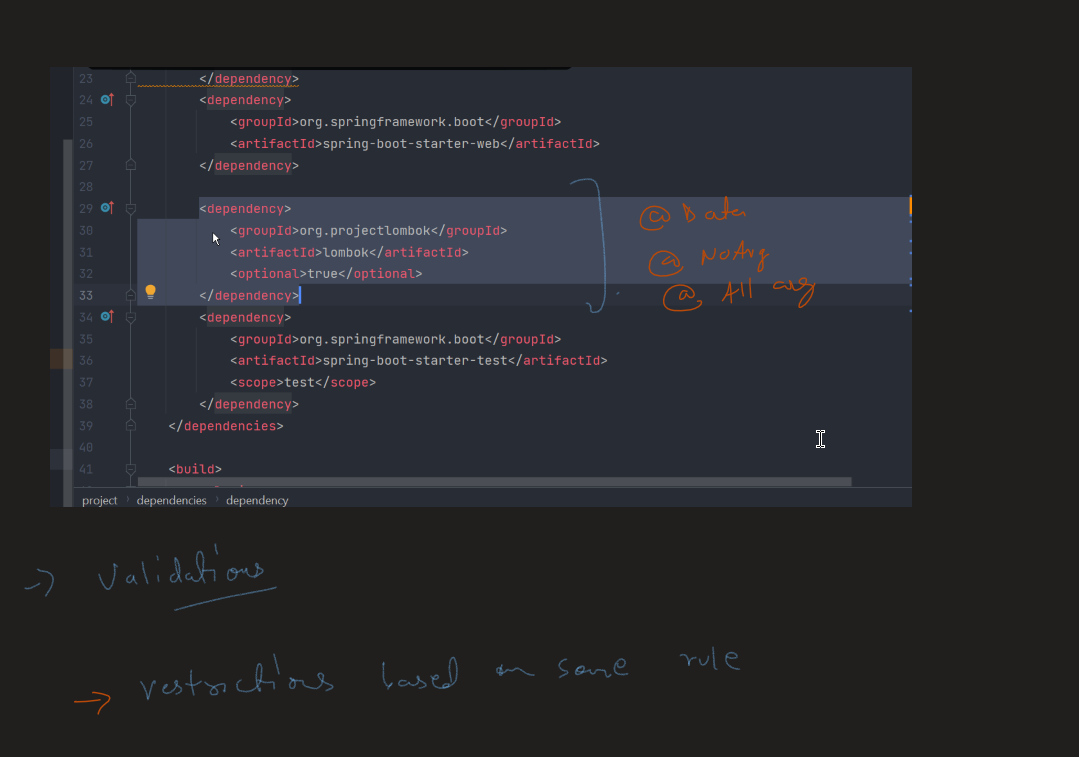 23 </dependency>
24 <dependency>
25 <groupId>org.springframework.boot</groupId>
26 <artifactId>spring-boot-starter-web</artifactId>
27 </dependency>
28
29 <dependency>
30 <groupId>org.projectlombok</groupId>
31 <artifactId>lombok</artifactId>
32 <optional>true</optional>
33 </dependency>
34 <dependency>
35 <groupId>org.springframework.boot</groupId>
36 <artifactId>spring-boot-starter-test</artifactId>
37 <scope>test</scope>
38 </dependency>
39 </dependencies>
40
41 <build>
project > dependencies > dependency
@ Data
@ NoArg
@ All arg
-> Validations
-> restrictions based on some rule